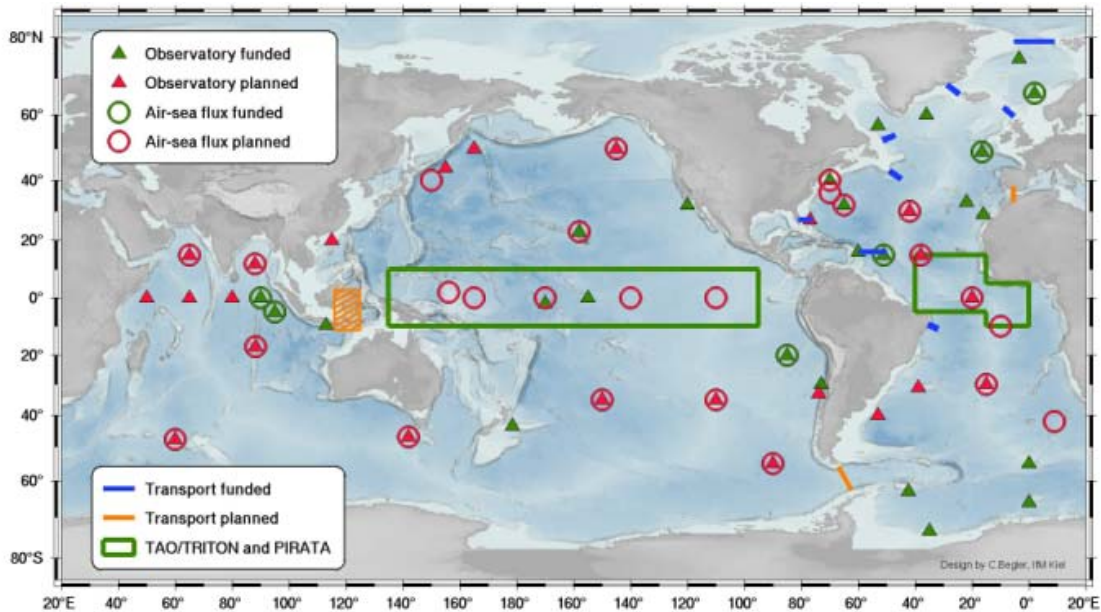 80°N
60°
40°
20°
0°
20°
40°
60°
80°S
Observatory funded
Observatory planned
Air-sea flux funded
Air-sea flux planned
Transport funded
Transport planned
TAO/TRITON and PIRATA
Design by C.Begler, IfM Kiel
20°E 40° 60° 80° 100° 120° 140° 160° 180° 160° 140° 120° 100° 80° 60° 40° 20° 0° 20°E